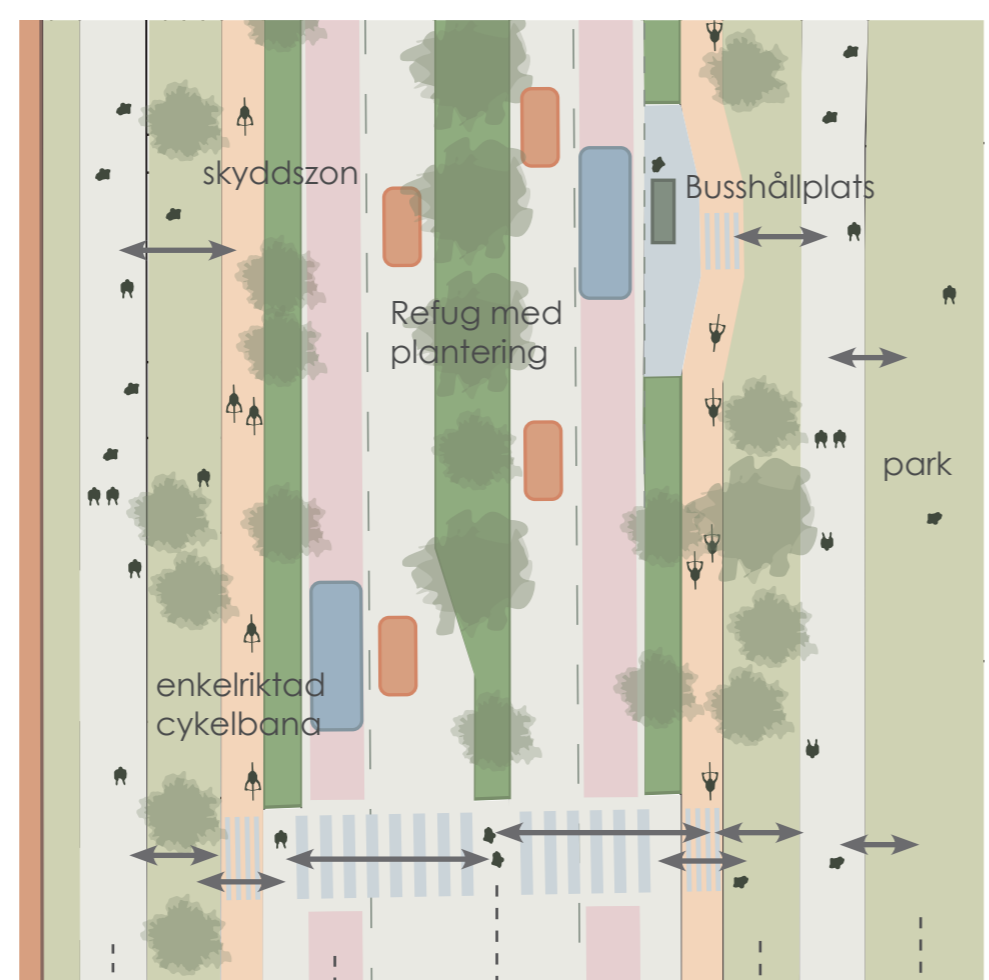 skyddszon
Busshållplats
Refug med
plantering
park
enkelriktad
cykelbana